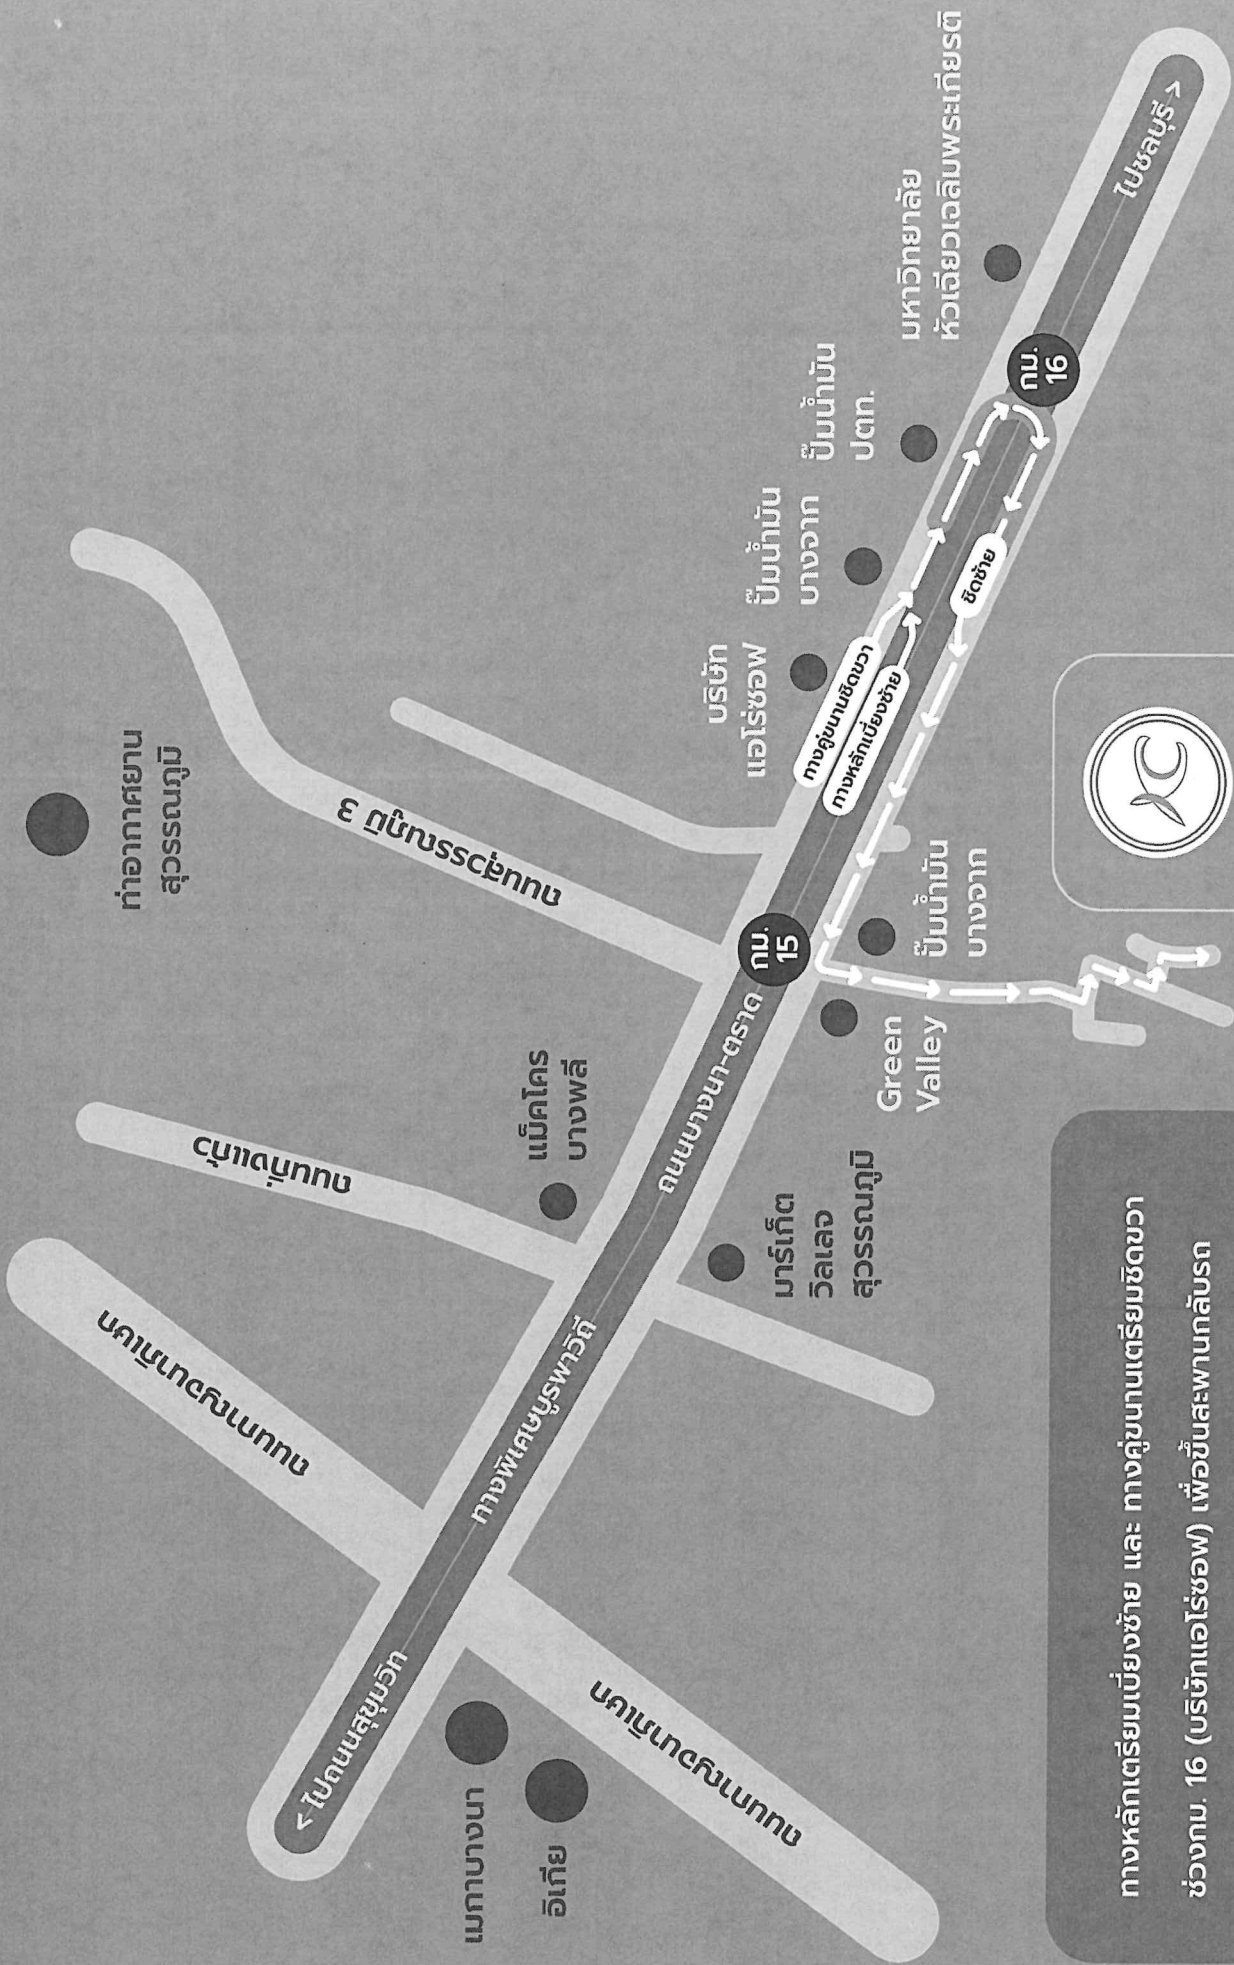 ท่าอากาศยาน
สุวรรณภูมิ
ถนนสุวรรณภูมิ 3
ถนนกิ่งแก้ว
ถนนกาญจนาภิเษก
แม็คโคร
บางพลี
บริษัท
แอโร่ซอฟ
ปั๊มน้ำมัน
บางจาก
ปั๊มน้ำมัน
ปตท.
มหาวิทยาลัย
หัวเฉียวเฉลิมพระเกียรติ
< ไปถนนสุขุมวิท
ทางพิเศษบูรพาวิถี
ถนนบางนา-ตราด
กม.
15
ทางคู่ขนานชิดขวา
ทางหลักเบี่ยงซ้าย
ชิดซ้าย
กม.
16
ไปชลบุรี >
เมกาบางนา
อิเกีย
ถนนกาญจนาภิเษก
มาร์เก็ต
วิลเลจ
สุวรรณภูมิ
Green
Valley
ปั๊มน้ำมัน
บางจาก
ทางหลักเตรียมเบี่ยงซ้าย และ ทางคู่ขนานเตรียมชิดขวา
ช่วงกม. 16 (บริษัทแอโร่ซอฟ) เพื่อขึ้นสะพานกลับรถ